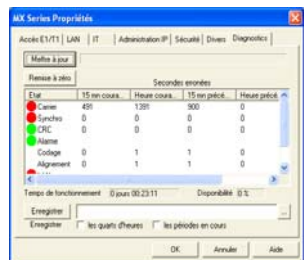 MX Series Propriétés
Accès E1/T1 LAN IT Administration IP Sécurité Divers Diagnostics
Mettre à jour
Remise à zéro Secondes erronées
Etat 15 mn coura... Heure coura... 15 mn précé... Heure précé
Carrier 491 1391 900 0
Synchro 0 0 0 0
CRC 0 0 0 0
Alarme
Codage 0 1 1 0
Alignement 0 1 1 0
Temps de fonctionnement 0 jours 00:23:11 Disponibilité 0 %
Enregistrer ...
Enregistrer les quarts d'heures les périodes en cours
OK Annuler Aide